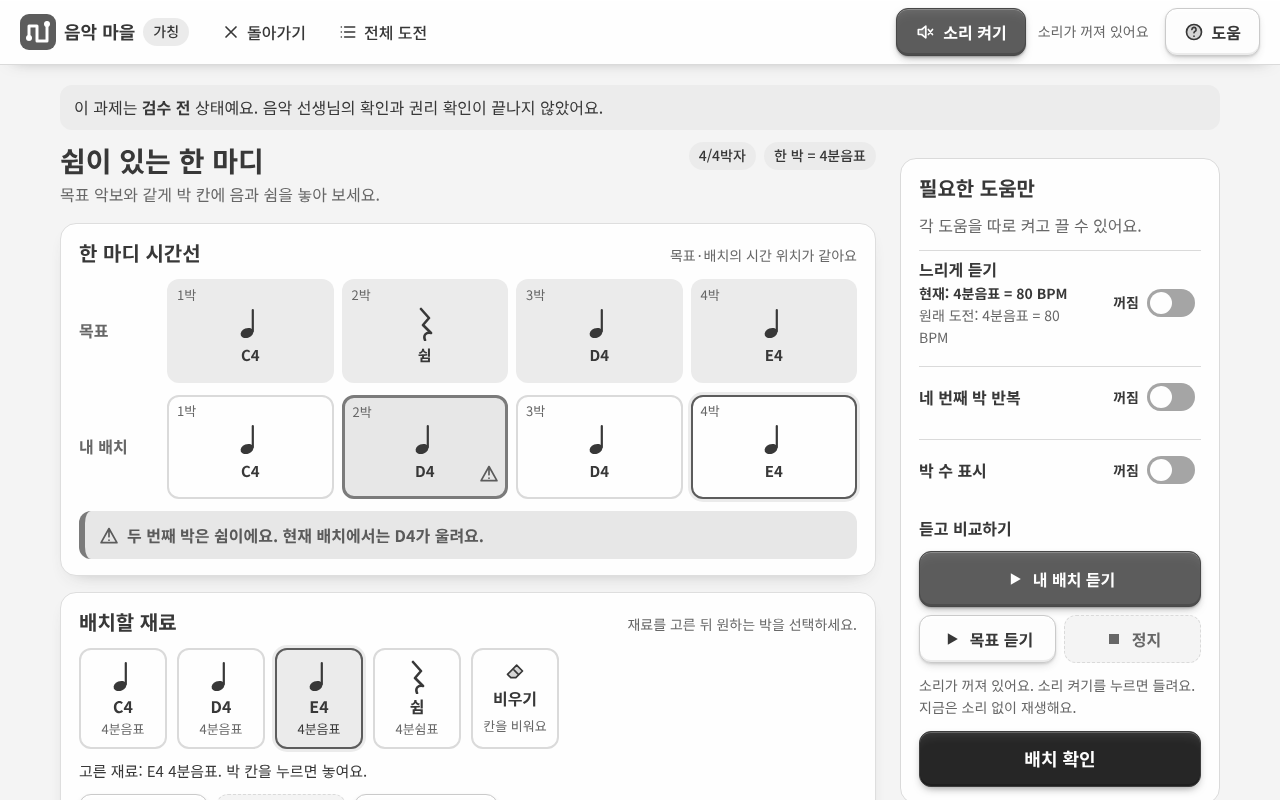 음악 마을 가칭 돌아가기 전체 도전 소리 켜기 소리가 꺼져 있어요 도움
이 과제는 검수 전 상태예요. 음악 선생님의 확인과 권리 확인이 끝나지 않았어요.
쉼이 있는 한 마디
4/4박자 한 박 = 4분음표
목표 악보와 같게 박 칸에 음과 쉼을 놓아 보세요.
한 마디 시간선
목표·배치의 시간 위치가 같아요
목표
1박
C4
2박
쉼
3박
D4
4박
E4
내 배치
1박
C4
2박
D4
3박
D4
4박
E4
두 번째 박은 쉼이에요. 현재 배치에서는 D4가 울려요.
배치할 재료
재료를 고른 뒤 원하는 박을 선택하세요.
C4
4분음표
D4
4분음표
E4
4분음표
쉼
4분쉼표
비우기
칸을 비워요
고른 재료: E4 4분음표. 박 칸을 누르면 놓여요.
필요한 도움만
각 도움을 따로 켜고 끌 수 있어요.
느리게 듣기
현재: 4분음표 = 80 BPM
원래 도전: 4분음표 = 80
BPM
꺼짐
네 번째 박 반복
꺼짐
박 수 표시
꺼짐
듣고 비교하기
내 배치 듣기
목표 듣기
정지
소리가 꺼져 있어요. 소리 켜기를 누르면 들려요.
지금은 소리 없이 재생해요.
배치 확인